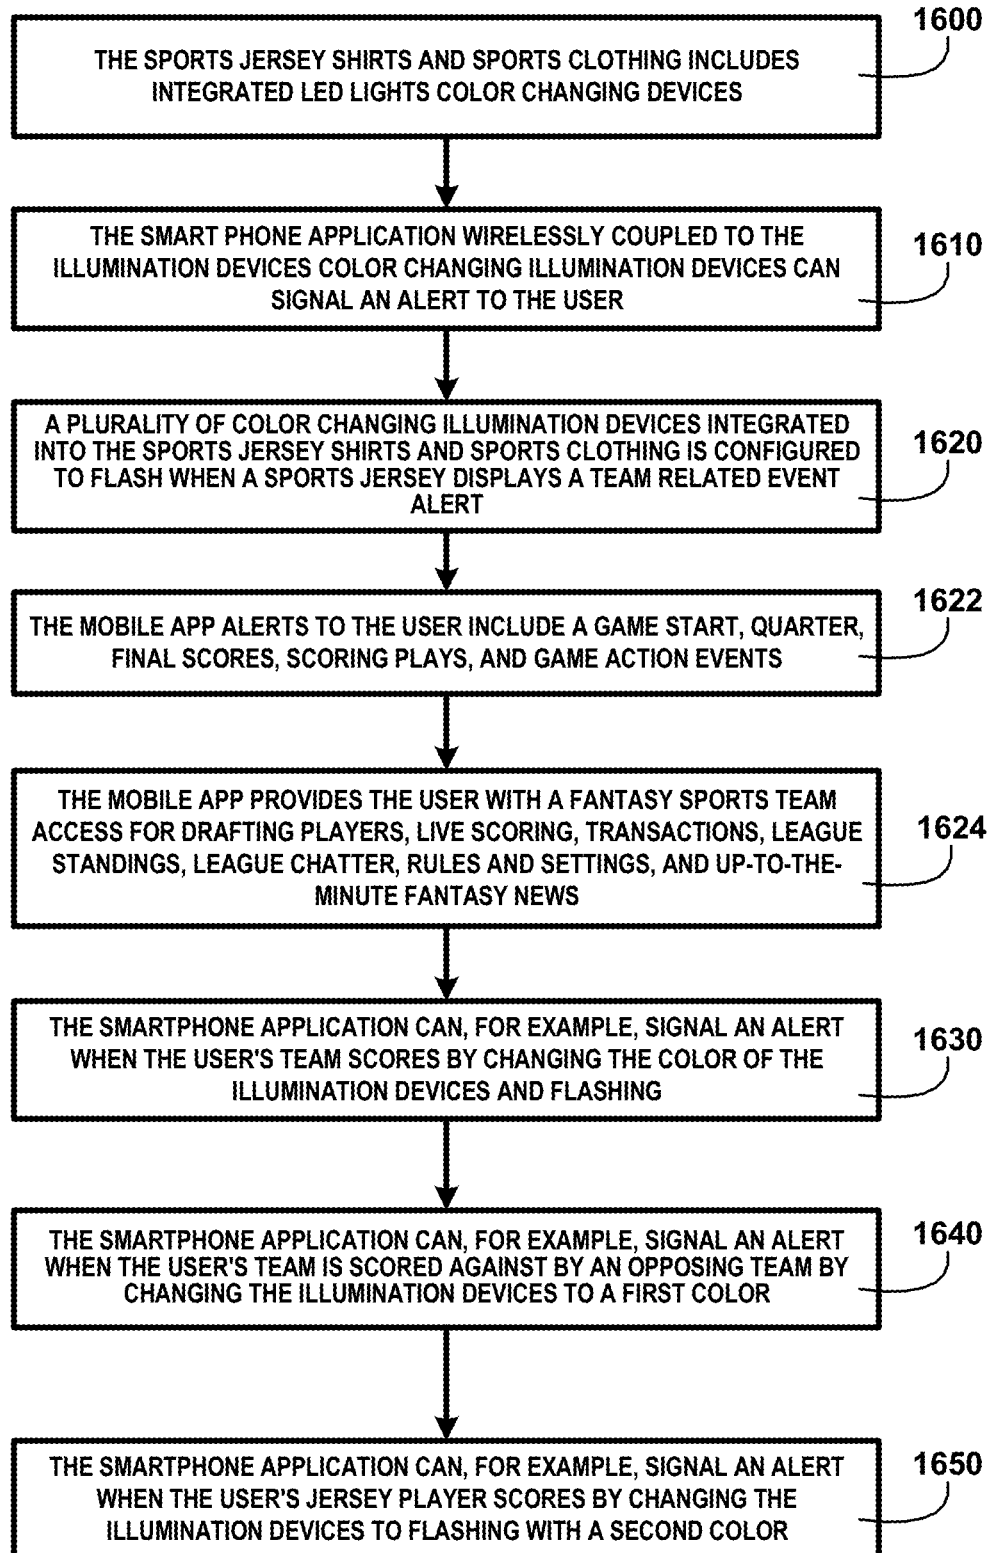 1600
THE SPORTS JERSEY SHIRTS AND SPORTS CLOTHING INCLUDES
INTEGRATED LED LIGHTS COLOR CHANGING DEVICES
THE SMART PHONE APPLICATION WIRELESSLY COUPLED TO THE
ILLUMINATION DEVICES COLOR CHANGING ILLUMINATION DEVICES CAN
SIGNAL AN ALERT TO THE USER
1610
A PLURALITY OF COLOR CHANGING ILLUMINATION DEVICES INTEGRATED
INTO THE SPORTS JERSEY SHIRTS AND SPORTS CLOTHING IS CONFIGURED
TO FLASH WHEN A SPORTS JERSEY DISPLAYS A TEAM RELATED EVENT
ALERT
1620
1622
THE MOBILE APP ALERTS TO THE USER INCLUDE A GAME START, QUARTER,
FINAL SCORES, SCORING PLAYS, AND GAME ACTION EVENTS
THE MOBILE APP PROVIDES THE USER WITH A FANTASY SPORTS TEAM
ACCESS FOR DRAFTING PLAYERS, LIVE SCORING, TRANSACTIONS, LEAGUE
STANDINGS, LEAGUE CHATTER, RULES AND SETTINGS, AND UP-TO-THE-
MINUTE FANTASY NEWS
1624
THE SMARTPHONE APPLICATION CAN, FOR EXAMPLE, SIGNAL AN ALERT
WHEN THE USER'S TEAM SCORES BY CHANGING THE COLOR OF THE
ILLUMINATION DEVICES AND FLASHING
1630
THE SMARTPHONE APPLICATION CAN, FOR EXAMPLE, SIGNAL AN ALERT
WHEN THE USER'S TEAM IS SCORED AGAINST BY AN OPPOSING TEAM BY
CHANGING THE ILLUMINATION DEVICES TO A FIRST COLOR
1640
THE SMARTPHONE APPLICATION CAN, FOR EXAMPLE, SIGNAL AN ALERT
WHEN THE USER'S JERSEY PLAYER SCORES BY CHANGING THE
ILLUMINATION DEVICES TO FLASHING WITH A SECOND COLOR
1650